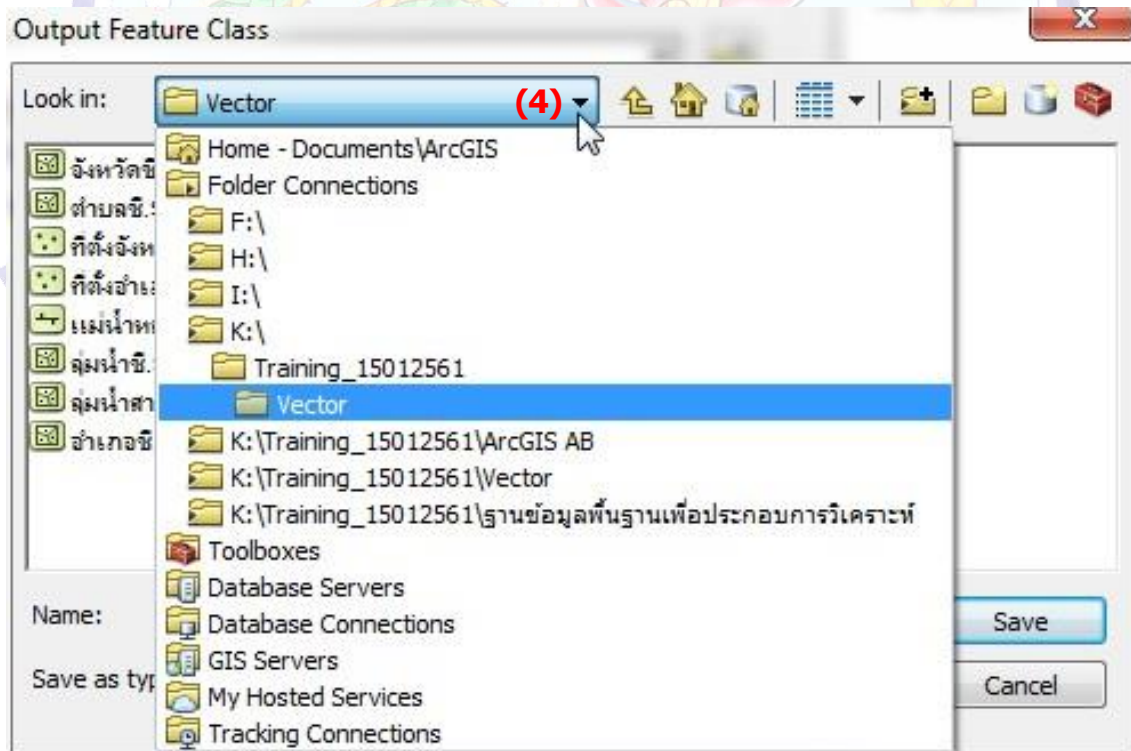 Output Feature Class
Look in:
Vector
(4)
Home - Documents\ArcGIS
Folder Connections
F:\
H:\
I:\
K:\
Training_15012561
Vector
K:\Training_15012561\ArcGIS AB
K:\Training_15012561\Vector
K:\Training_15012561\ฐานข้อมูลพื้นฐานเพื่อประกอบการวิเคราะห์
Toolboxes
Database Servers
Database Connections
GIS Servers
My Hosted Services
Tracking Connections
จังหวัดชี
ตำบลชี.
ที่ตั้งจังห
ที่ตั้งอำเ
แม่น้ำห
ลุ่มน้ำชี.
ลุ่มน้ำสา
อำเภอชี
Name:
Save
Save as typ
Cancel